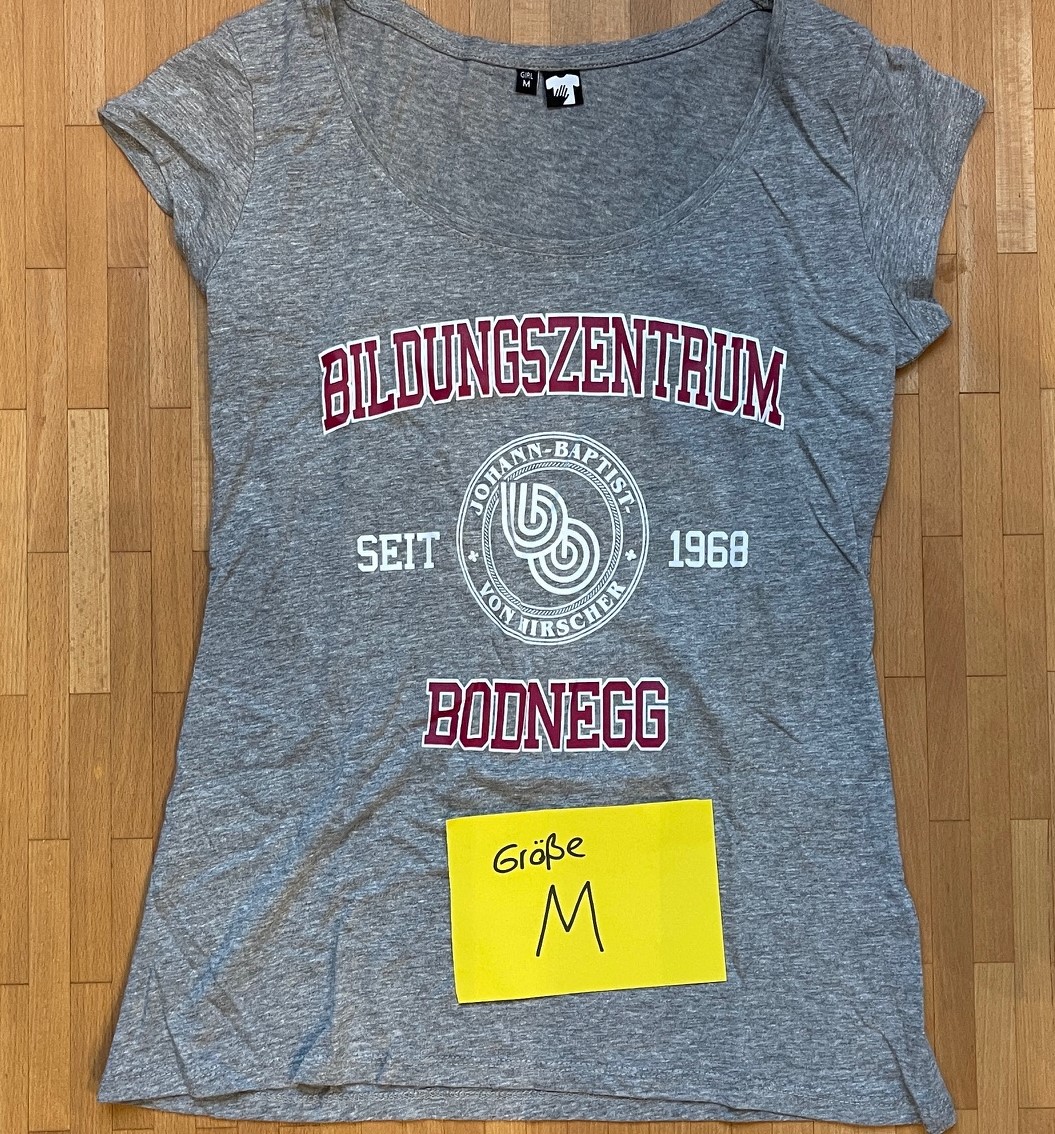 GIRL
M
BILDUNGSZENTRUM
JOHANN-BAPTIST-
SEIT
1968
VON HIRSCHER
BODNEGG
Größe
M